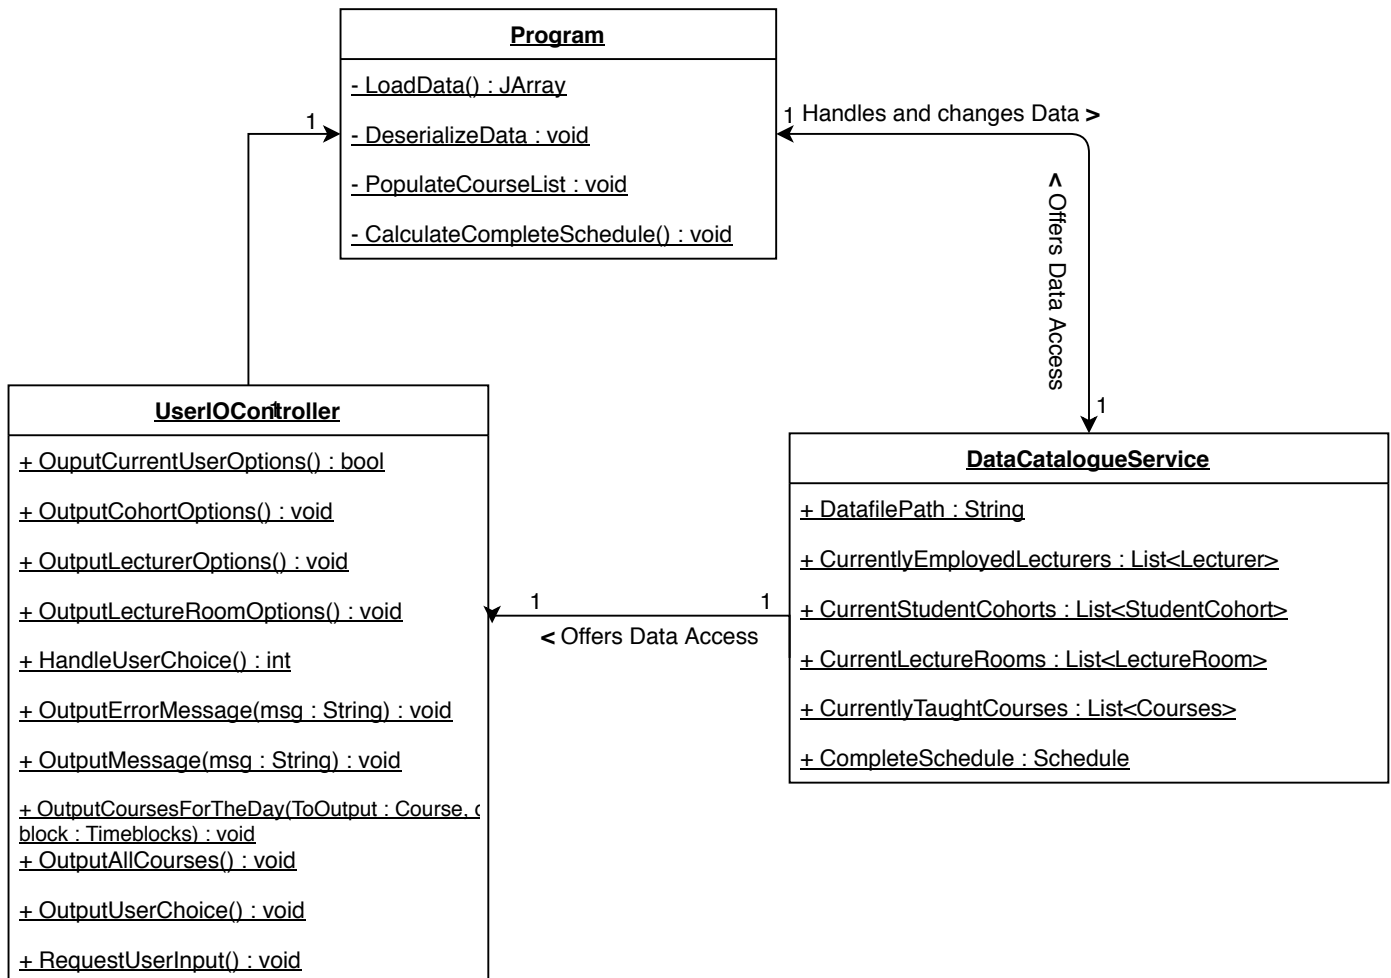 Program
- LoadData() : JArray
- DeserializeData : void
- PopulateCourseList : void
- CalculateCompleteSchedule() : void
1
1 Handles and changes Data >
< Offers Data Access
1
UserIOController
1
+ OuputCurrentUserOptions() : bool
+ OutputCohortOptions() : void
+ OutputLecturerOptions() : void
+ OutputLectureRoomOptions() : void
+ HandleUserChoice() : int
+ OutputErrorMessage(msg : String) : void
+ OutputMessage(msg : String) : void
+ OutputCoursesForTheDay(ToOutput : Course,
block : Timeblocks) : void
+ OutputAllCourses() : void
+ OutputUserChoice() : void
+ RequestUserInput() : void
1 1
< Offers Data Access
DataCatalogueService
+ DatafilePath : String
+ CurrentlyEmployedLecturers : List<Lecturer>
+ CurrentStudentCohorts : List<StudentCohort>
+ CurrentLectureRooms : List<LectureRoom>
+ CurrentlyTaughtCourses : List<Courses>
+ CompleteSchedule : Schedule